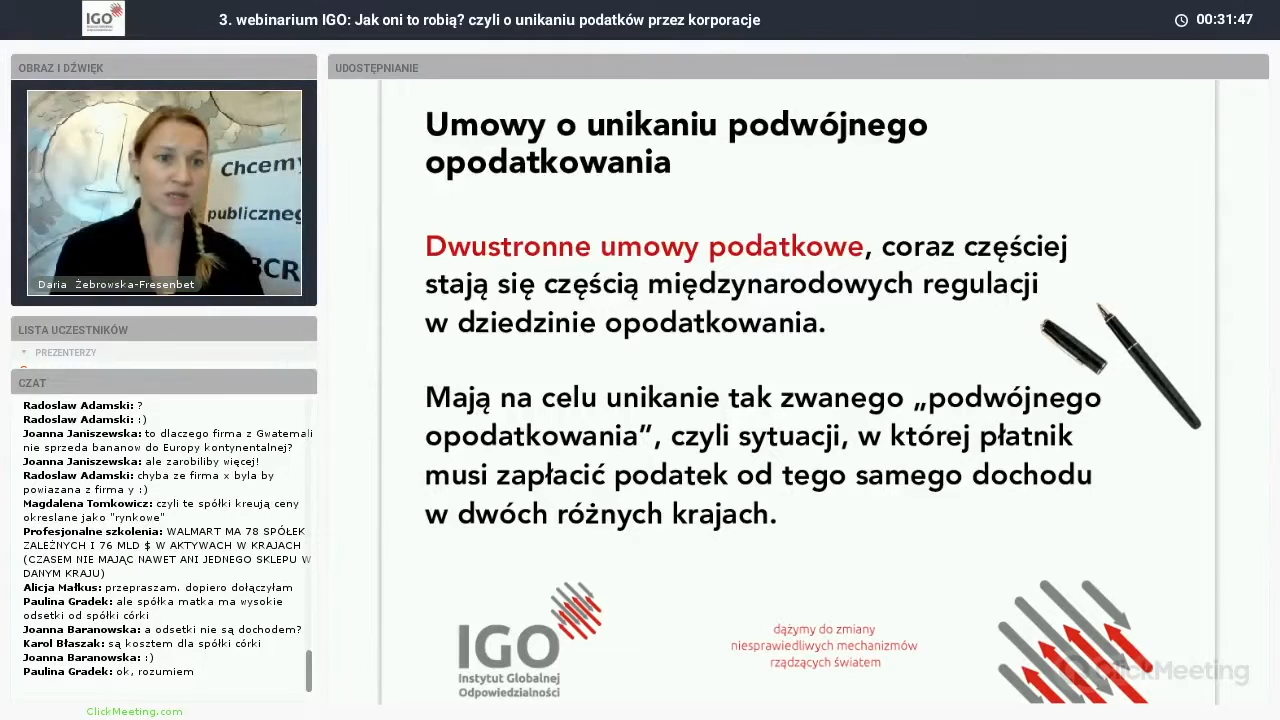 IGO
3. webinarium IGO: Jak oni to robią? czyli o unikaniu podatków przez korporacje
00:31:47
OBRAZ I DŹWIĘK
Chcemy
publiczneg
BCR
Daria Żebrowska-Fresenbet
LISTA UCZESTNIKÓW
PREZENTERZY
CZAT
Radoslaw Adamski: ?
Radoslaw Adamski: :)
Joanna Janiszewska: to dlaczego firma z Gwatemali
nie sprzeda bananow do Europy kontynentalnej?
Joanna Janiszewska: ale zarobiliby więcej!
Radoslaw Adamski: chyba ze firma x byla by
powiazana z firma y :)
Magdalena Tomkowicz: czyli te spółki kreują ceny
okreslane jako "rynkowe"
Profesjonalne szkolenia: WALMART MA 78 SPÓŁEK
ZALEŻNYCH I 76 MLD $ W AKTYWACH W KRAJACH
(CZASEM NIE MAJĄC NAWET ANI JEDNEGO SKLEPU W
DANYM KRAJU)
Alicja Małkus: przepraszam. dopiero dołączyłam
Paulina Gradek: ale spółka matka ma wysokie
odsetki od spółki córki
Joanna Baranowska: a odsetki nie są dochodem?
Karol Błaszak: są kosztem dla spółki córki
Joanna Baranowska: :)
Paulina Gradek: ok, rozumiem
ClickMeeting.com
UDOSTĘPNIANIE
Umowy o unikaniu podwójnego
opodatkowania
Dwustronne umowy podatkowe, coraz częściej
stają się częścią międzynarodowych regulacji
w dziedzinie opodatkowania.
Mają na celu unikanie tak zwanego „podwójnego
opodatkowania”, czyli sytuacji, w której płatnik
musi zapłacić podatek od tego samego dochodu
w dwóch różnych krajach.
IGO
Instytut Globalnej
Odpowiedzialności
dążymy do zmiany
niesprawiedliwych mechanizmów
rządzących światem
ClickMeeting